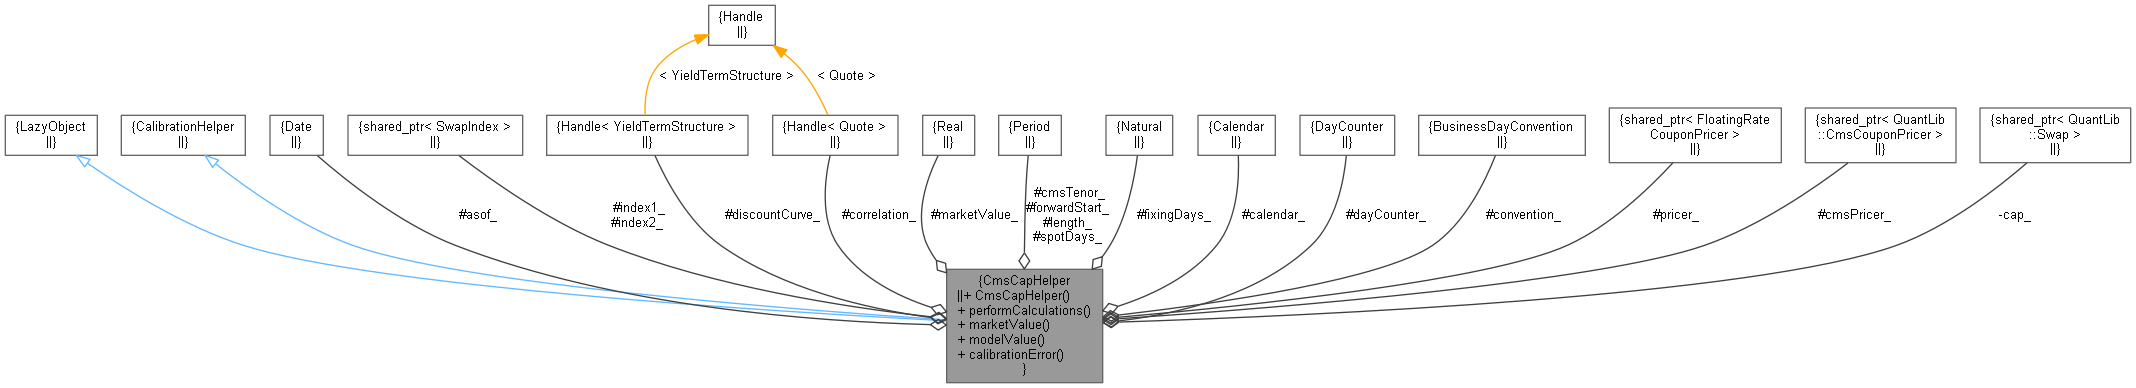 {Handle
||}
< YieldTermStructure >
< Quote >
{LazyObject
||}
{CalibrationHelper
||}
{Date
||}
{shared_ptr< SwapIndex >
||}
{Handle< YieldTermStructure >
||}
{Handle< Quote >
||}
{Real
||}
{Period
||}
{Natural
||}
{Calendar
||}
{DayCounter
||}
{BusinessDayConvention
||}
{shared_ptr< FloatingRate
CouponPricer >
||}
{shared_ptr< QuantLib
::CmsCouponPricer >
||}
{shared_ptr< QuantLib
::Swap >
||}
#asof_
#index1_
#index2_
#discountCurve_
#correlation_
#marketValue_
#cmsTenor_
#forwardStart_
#length_
#spotDays_
#fixingDays_
#calendar_
#dayCounter_
#convention_
#pricer_
#cmsPricer_
-cap_
{CmsCapHelper
||+ CmsCapHelper()
+ performCalculations()
+ marketValue()
+ modelValue()
+ calibrationError()
}